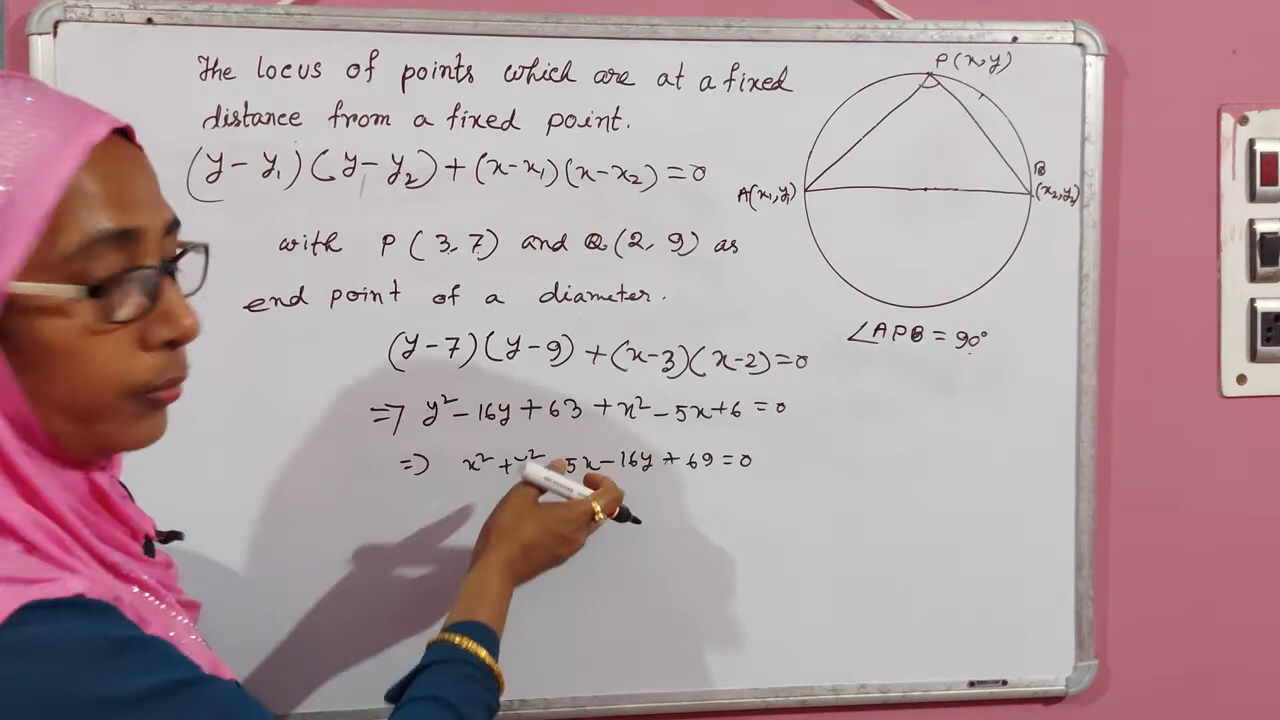 The locus of points which are at a fixed
distance from a fixed point.
(y - y₁)(y - y₂) + (x - x₁)(x - x₂) = 0
with P(3, 7) and Q(2, 9) as
end point of a diameter.
(y - 7)(y - 9) + (x - 3)(x - 2) = 0
=> y² - 16y + 63 + x² - 5x + 6 = 0
=> x² + y² - 5x - 16y + 69 = 0
P(x, y)
A(x₁, y₁)
B
(x₂, y₂)
∠APB = 90°